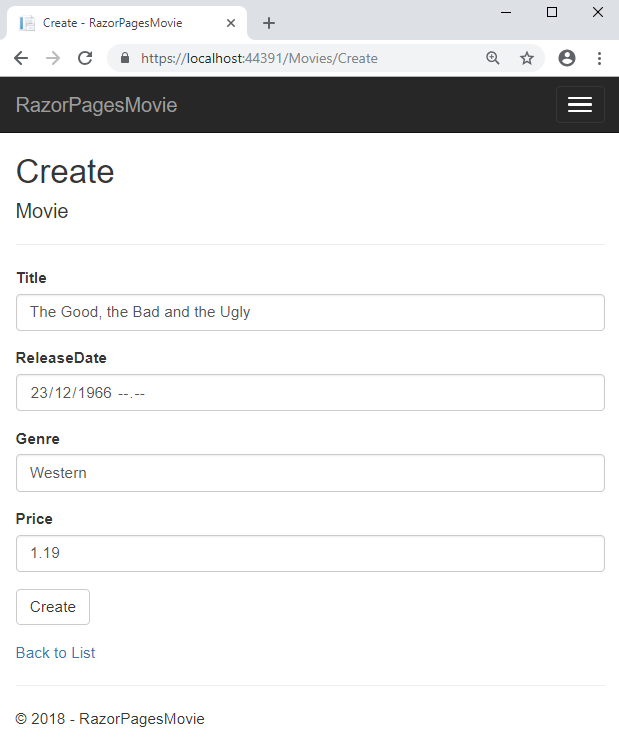 Create - RazorPagesMovie
https://localhost:44391/Movies/Create
RazorPagesMovie
Create
Movie
Title
The Good, the Bad and the Ugly
ReleaseDate
23/12/1966 --.--
Genre
Western
Price
1.19
Create
Back to List
© 2018 - RazorPagesMovie